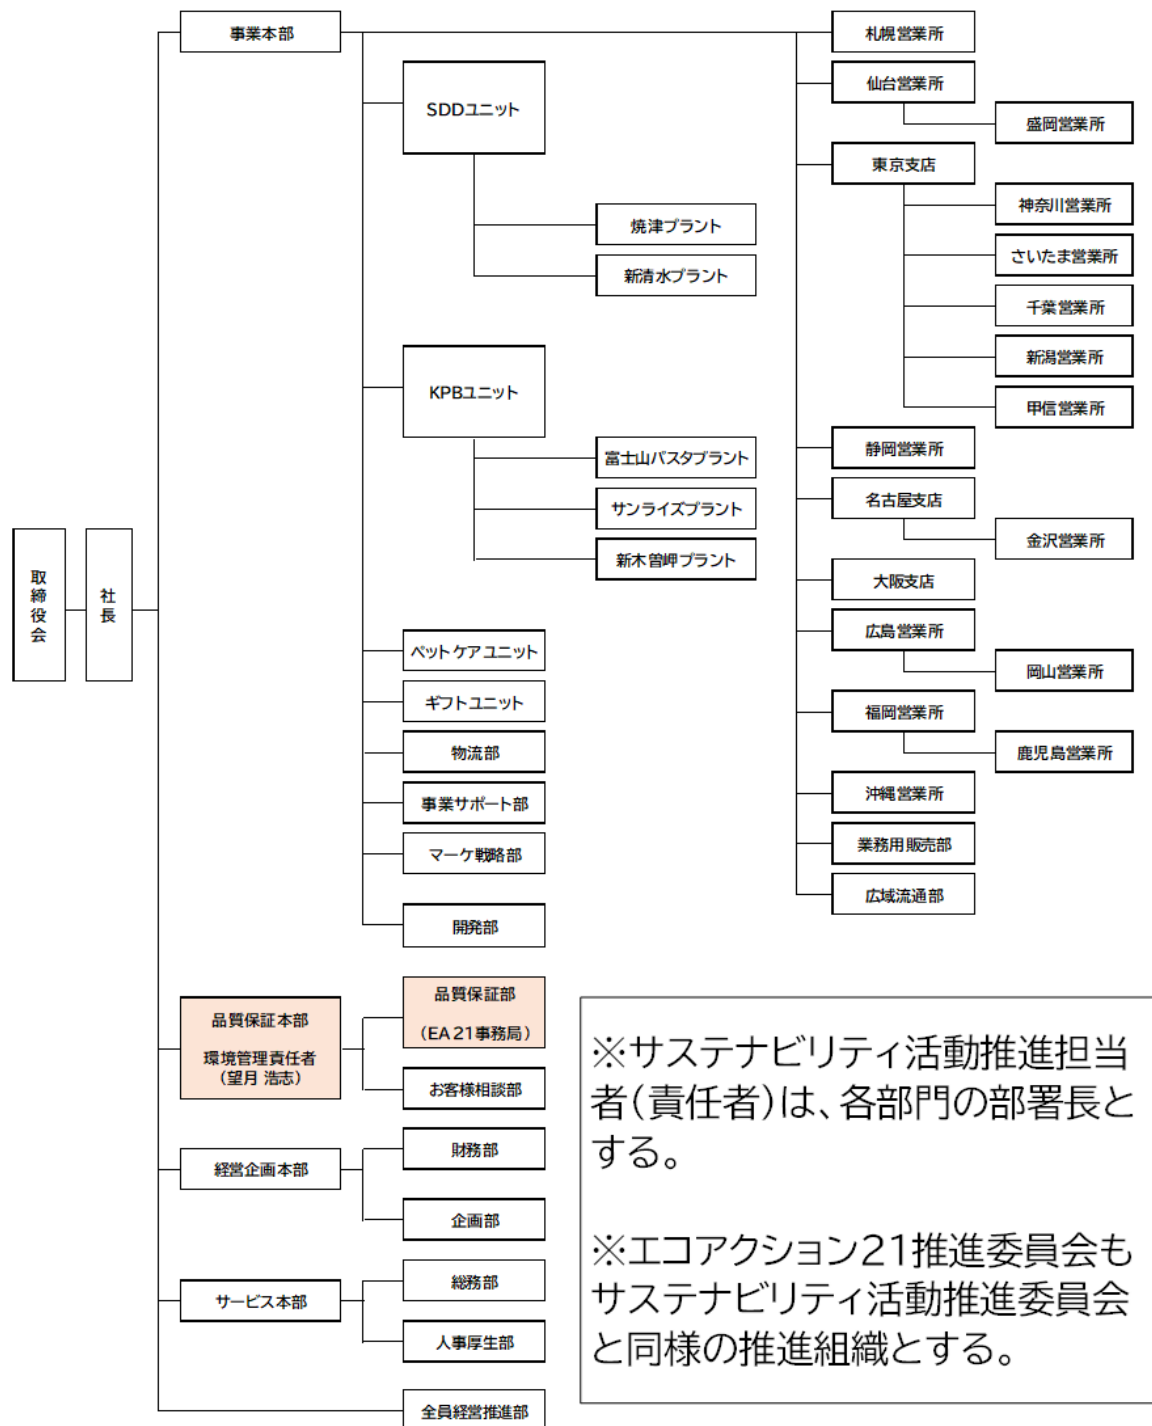 取締役会
社長
事業本部
SDDユニット
焼津プラント
新清水プラント
KPBユニット
富士山パスタプラント
サンライズプラント
新木曽岬プラント
ペットケアユニット
ギフトユニット
物流部
事業サポート部
マーケ戦略部
開発部
札幌営業所
仙台営業所
盛岡営業所
東京支店
神奈川営業所
さいたま営業所
千葉営業所
新潟営業所
甲信営業所
静岡営業所
名古屋支店
金沢営業所
大阪支店
広島営業所
岡山営業所
福岡営業所
鹿児島営業所
沖縄営業所
業務用販売部
広域流通部
品質保証本部
環境管理責任者
（望月 浩志）
品質保証部
（EA21事務局）
お客様相談部
経営企画本部
財務部
企画部
サービス本部
総務部
人事厚生部
全員経営推進部
※サステナビリティ活動推進担当
者（責任者）は、各部門の部署長と
する。
※エコアクション21推進委員会も
サステナビリティ活動推進委員会
と同様の推進組織とする。